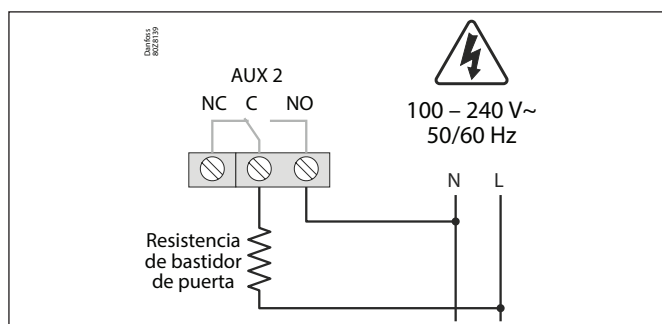 Danfoss
80Z8139
AUX 2
NC C NO
100 – 240 V~
50/60 Hz
N L
Resistencia
de bastidor
de puerta